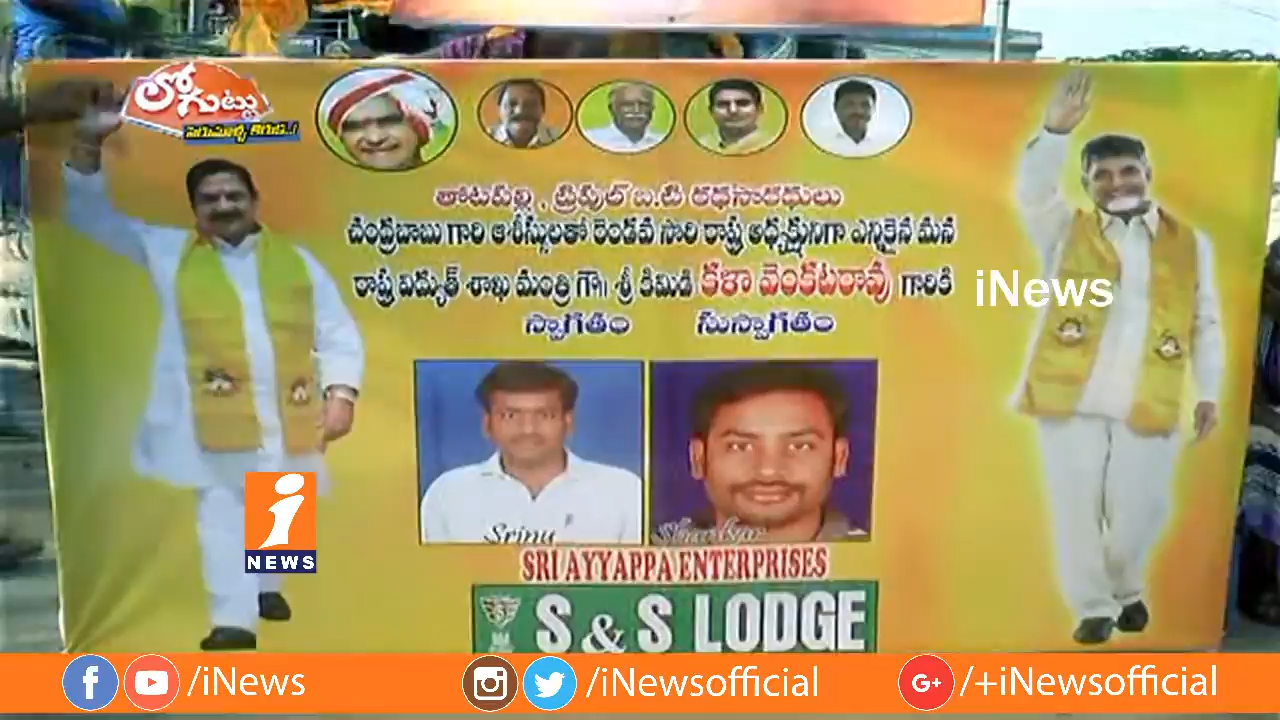 లోగుట్టు
పెరుమాళ్ళకెరుక..!
తోటపల్లి, ట్రిపుల్ ఐ.టి రథసారథులు
చంద్రబాబు గారి ఆశీస్సులతో రెండవ సారి రాష్ట్ర అధ్యక్షునిగా ఎన్నికైన మన
రాష్ట్ర విద్యుత్ శాఖ మంత్రి గౌ॥ శ్రీ కిమిడి కళా వెంకటరావు గారికి
స్వాగతం సుస్వాగతం
iNews
Srinu
SRI AYYAPPA ENTERPRISES
S & S LODGE
i NEWS
/iNews
/iNewsofficial
/+iNewsofficial